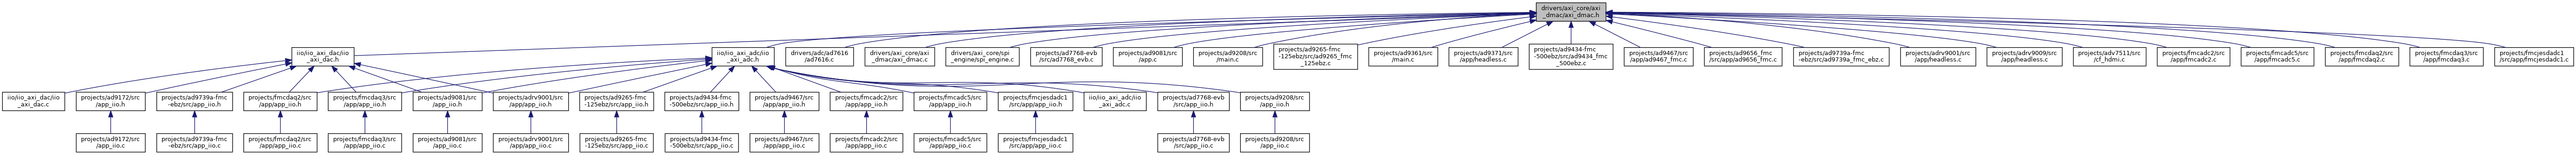 drivers/axi_core/axi
_dmac/axi_dmac.h
iio/iio_axi_dac/iio
_axi_dac.h
iio/iio_axi_adc/iio
_axi_adc.h
drivers/adc/ad7616
/ad7616.c
drivers/axi_core/axi
_dmac/axi_dmac.c
drivers/axi_core/spi
_engine/spi_engine.c
projects/ad7768-evb
/src/ad7768_evb.c
projects/ad9081/src
/app.c
projects/ad9208/src
/main.c
projects/ad9265-fmc
-125ebz/src/ad9265_fmc
_125ebz.c
projects/ad9361/src
/main.c
projects/ad9371/src
/app/headless.c
projects/ad9434-fmc
-500ebz/src/ad9434_fmc
_500ebz.c
projects/ad9467/src
/app/ad9467_fmc.c
projects/ad9656_fmc
/src/app/ad9656_fmc.c
projects/ad9739a-fmc
-ebz/src/ad9739a_fmc_ebz.c
projects/adrv9001/src
/app/headless.c
projects/adrv9009/src
/app/headless.c
projects/adv7511/src
/cf_hdmi.c
projects/fmcadc2/src
/app/fmcadc2.c
projects/fmcadc5/src
/app/fmcadc5.c
projects/fmcdaq2/src
/app/fmcdaq2.c
projects/fmcdaq3/src
/app/fmcdaq3.c
projects/fmcjesdadc1
/src/app/fmcjesdadc1.c
iio/iio_axi_dac/iio
_axi_dac.c
projects/ad9172/src
/app_iio.h
projects/ad9739a-fmc
-ebz/src/app_iio.h
projects/fmcdaq2/src
/app/app_iio.h
projects/fmcdaq3/src
/app/app_iio.h
projects/ad9081/src
/app_iio.h
projects/adrv9001/src
/app/app_iio.h
projects/ad9265-fmc
-125ebz/src/app_iio.h
projects/ad9434-fmc
-500ebz/src/app_iio.h
projects/ad9467/src
/app/app_iio.h
projects/fmcadc2/src
/app/app_iio.h
projects/fmcadc5/src
/app/app_iio.h
projects/fmcjesdadc1
/src/app/app_iio.h
iio/iio_axi_adc/iio
_axi_adc.c
projects/ad7768-evb
/src/app_iio.h
projects/ad9208/src
/app_iio.h
projects/ad9172/src
/app_iio.c
projects/ad9739a-fmc
-ebz/src/app_iio.c
projects/fmcdaq2/src
/app/app_iio.c
projects/fmcdaq3/src
/app/app_iio.c
projects/ad9081/src
/app_iio.c
projects/adrv9001/src
/app/app_iio.c
projects/ad9265-fmc
-125ebz/src/app_iio.c
projects/ad9434-fmc
-500ebz/src/app_iio.c
projects/ad9467/src
/app/app_iio.c
projects/fmcadc2/src
/app/app_iio.c
projects/fmcadc5/src
/app/app_iio.c
projects/fmcjesdadc1
/src/app/app_iio.c
projects/ad7768-evb
/src/app_iio.c
projects/ad9208/src
/app_iio.c